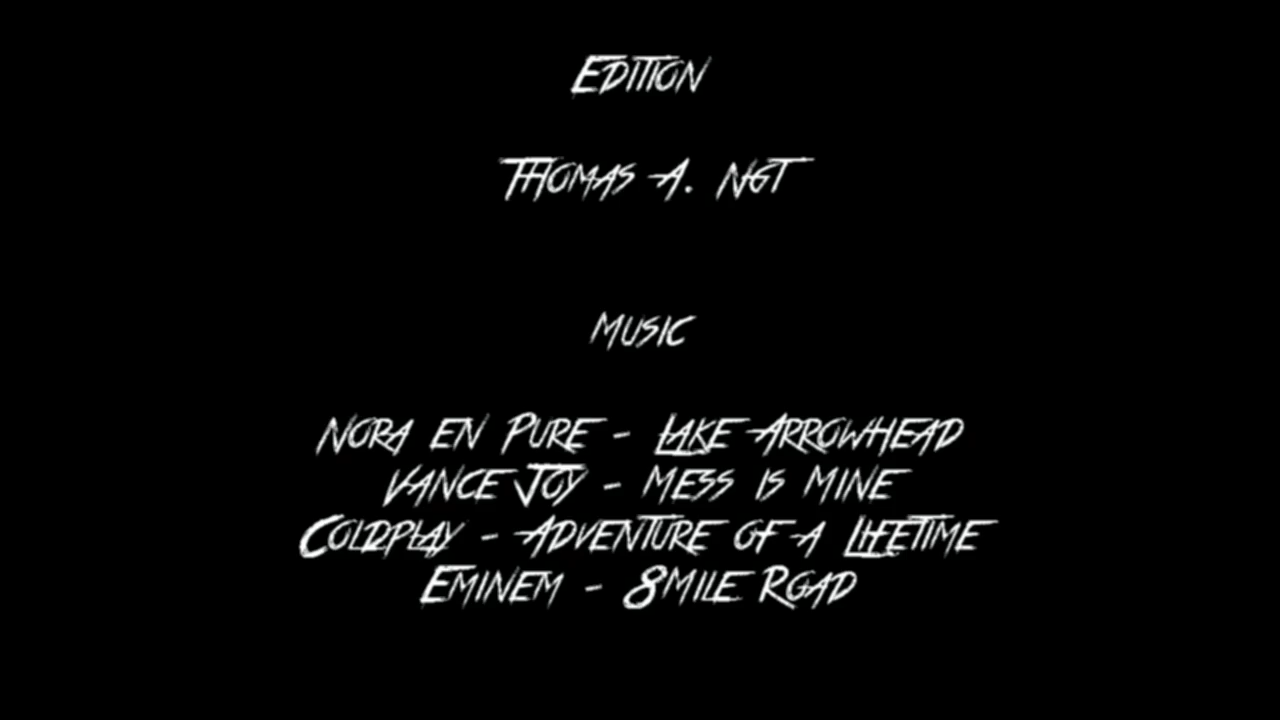 Edition
Thomas A. NGT
Music
Nora en Pure - Lake Arrowhead
Vance Joy - Mess is mine
Coldplay - Adventure of a Lifetime
Eminem - 8mile Road